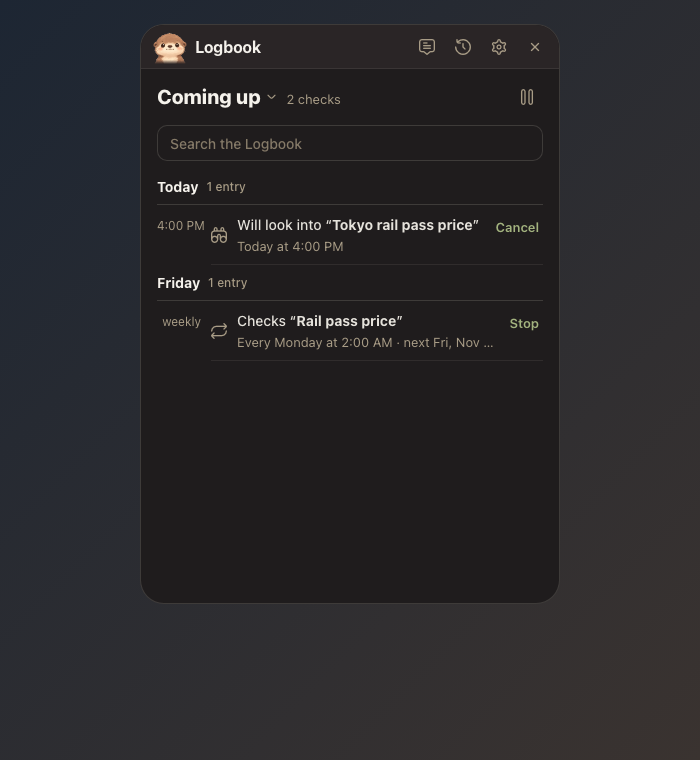 Logbook
Coming up 2 checks
Search the Logbook
Today 1 entry
4:00 PM Will look into “Tokyo rail pass price” Cancel
Today at 4:00 PM
Friday 1 entry
weekly Checks “Rail pass price” Stop
Every Monday at 2:00 AM · next Fri, Nov ...